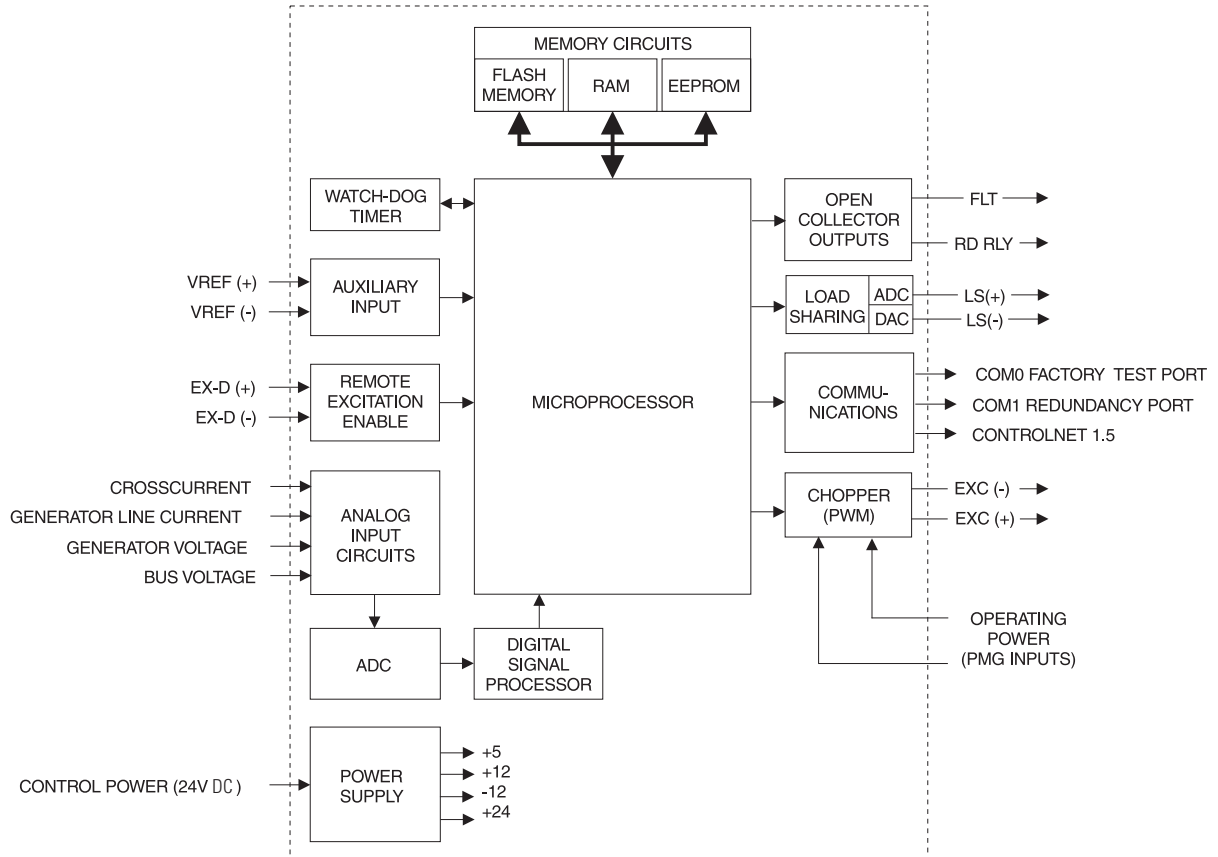 MEMORY CIRCUITS
FLASH
MEMORY
RAM
EEPROM
WATCH-DOG
TIMER
VREF (+)
VREF (-)
AUXILIARY
INPUT
EX-D (+)
EX-D (-)
REMOTE
EXCITATION
ENABLE
CROSSCURRENT
GENERATOR LINE CURRENT
GENERATOR VOLTAGE
BUS VOLTAGE
ANALOG
INPUT
CIRCUITS
MICROPROCESSOR
OPEN
COLLECTOR
OUTPUTS
FLT
RD RLY
LOAD
SHARING
ADC
DAC
LS(+)
LS(-)
COMMU-
NICATIONS
COM0 FACTORY TEST PORT
COM1 REDUNDANCY PORT
CONTROLNET 1.5
CHOPPER
(PWM)
EXC (-)
EXC (+)
OPERATING
POWER
(PMG INPUTS)
ADC
DIGITAL
SIGNAL
PROCESSOR
CONTROL POWER (24V DC)
POWER
SUPPLY
+5
+12
-12
+24